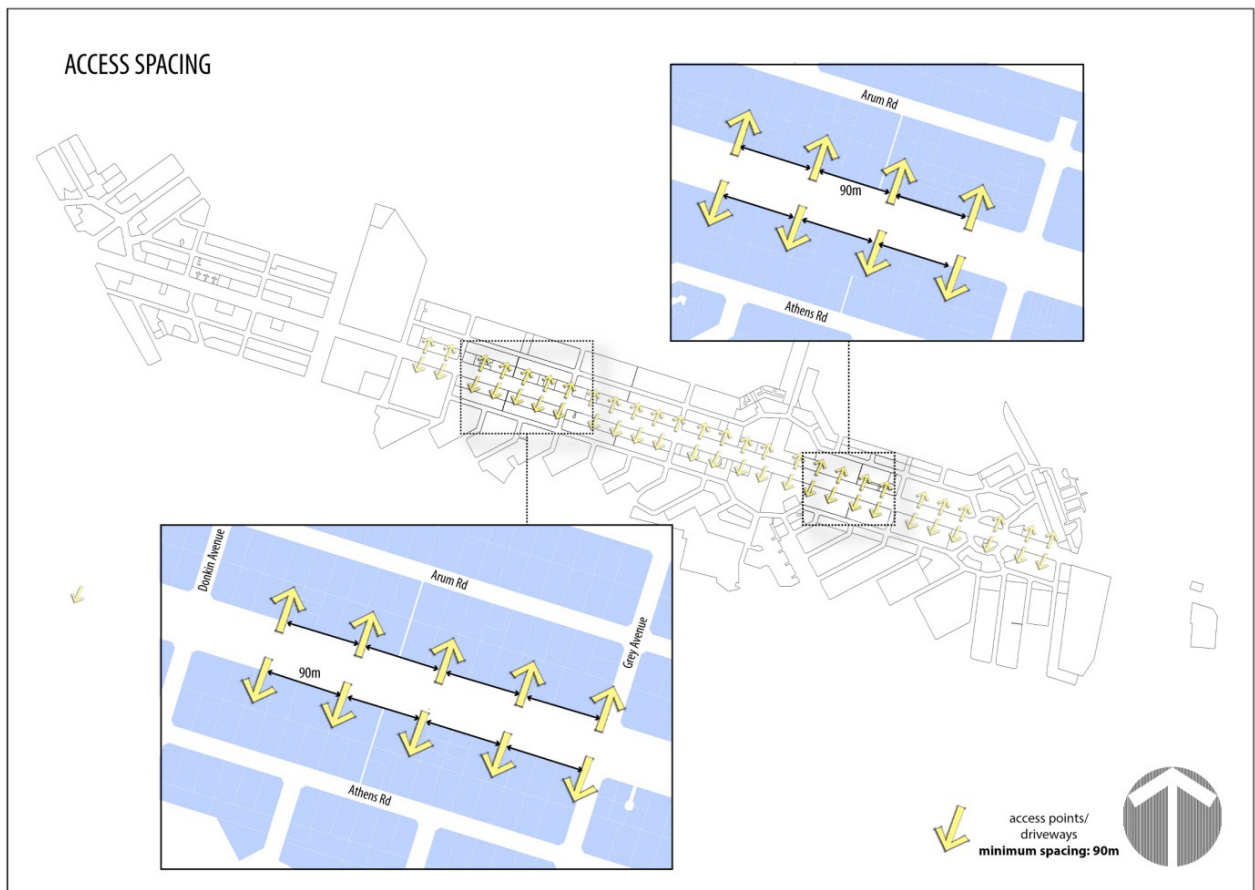 ACCESS SPACING
Arum Rd
90m
Athens Rd
Donkin Avenue
Arum Rd
Grey Avenue
90m
Athens Rd
access points/
driveways
minimum spacing: 90m